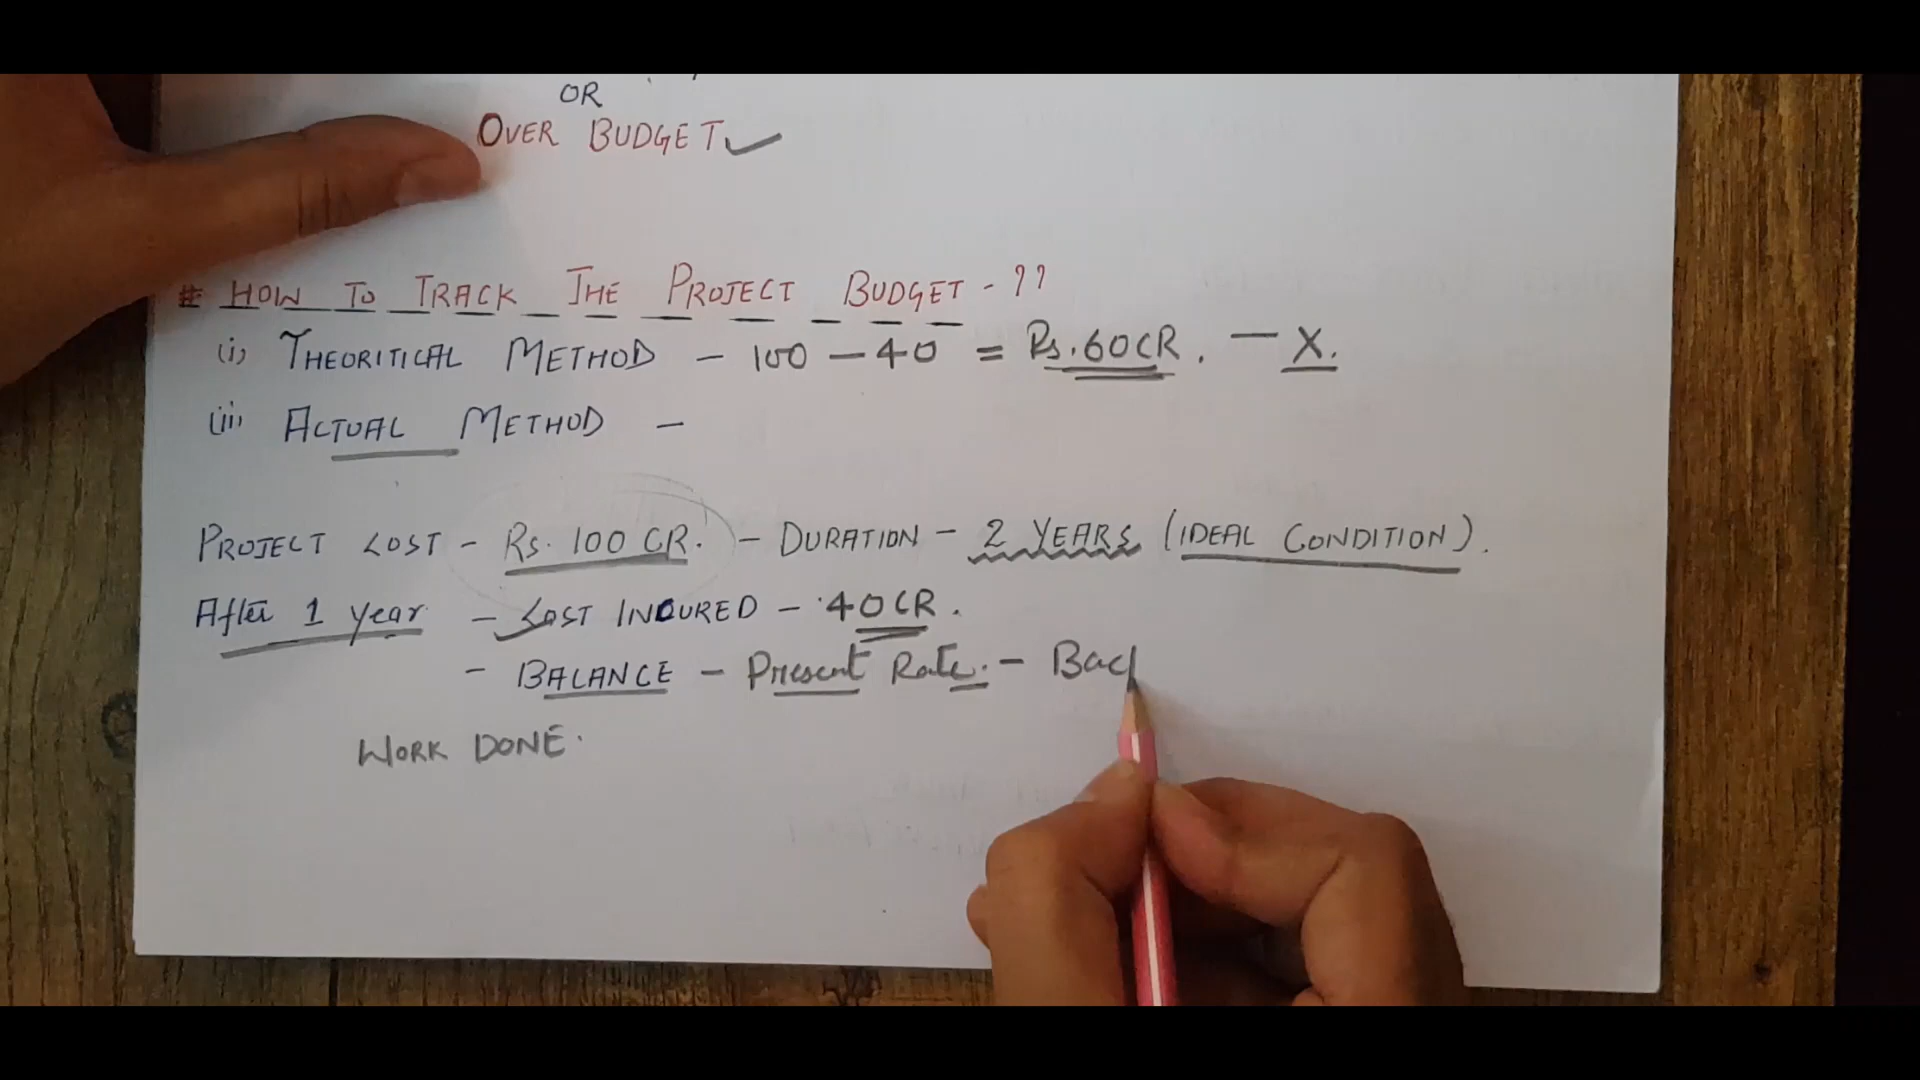 OR
OVER BUDGET ✓
# HOW TO TRACK THE PROJECT BUDGET - ??
(i) THEORITICAL METHOD - 100 - 40 = Rs. 60CR. - X.
(ii) ACTUAL METHOD -
PROJECT COST - Rs. 100 CR. - DURATION - 2 YEARS (IDEAL CONDITION).
After 1 year - COST INCURED - 40CR.
- BALANCE - Present Rate. - Back
WORK DONE.